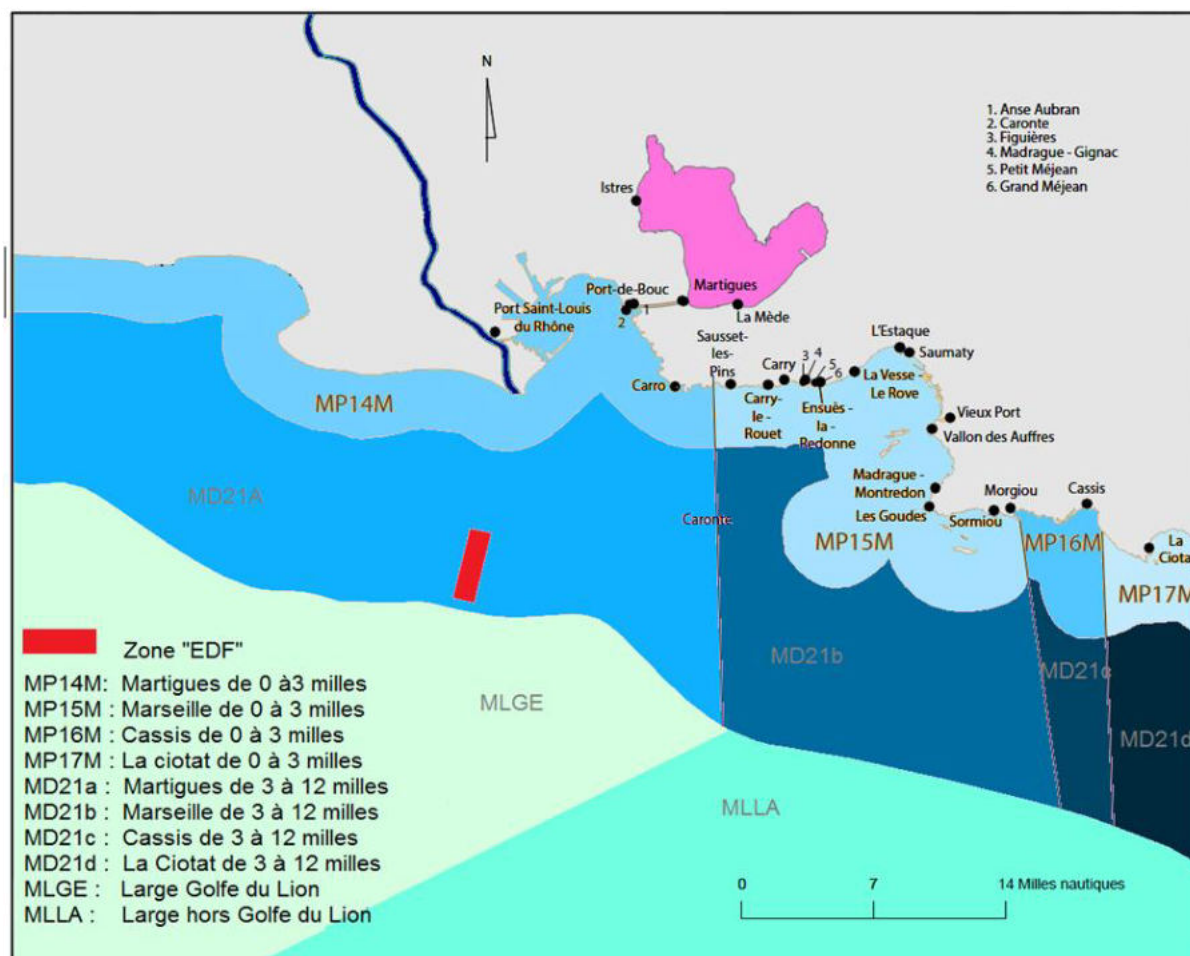 N
1. Anse Aubran
2. Caronte
3. Figuières
4. Madrague - Gignac
5. Petit Méjean
6. Grand Méjean
Istres
Port-de-Bouc
Martigues
1
2
La Mède
Port Saint-Louis
du Rhône
L'Estaque
Saumaty
Sausset-
les-
Pins
Carry
3
4
5
6
La Vesse -
Le Rove
Carro
Carry-
le -
Rouet
Ensuès -
la -
Redonne
Vieux Port
Vallon des Auffres
MP14M
Madrague -
Montredon
Les Goudes
Morgiou
Sormiou
Cassis
MD21A
Caronte
MP15M
MP16M
La
Ciotat
MP17M
MD21b
MD21c
MD21d
MLGE
MLLA
Zone "EDF"
MP14M: Martigues de 0 à3 milles
MP15M : Marseille de 0 à 3 milles
MP16M : Cassis de 0 à 3 milles
MP17M : La ciotat de 0 à 3 milles
MD21a : Martigues de 3 à 12 milles
MD21b : Marseille de 3 à 12 milles
MD21c : Cassis de 3 à 12 milles
MD21d : La Ciotat de 3 à 12 milles
MLGE : Large Golfe du Lion
MLLA : Large hors Golfe du Lion
0 7 14 Milles nautiques